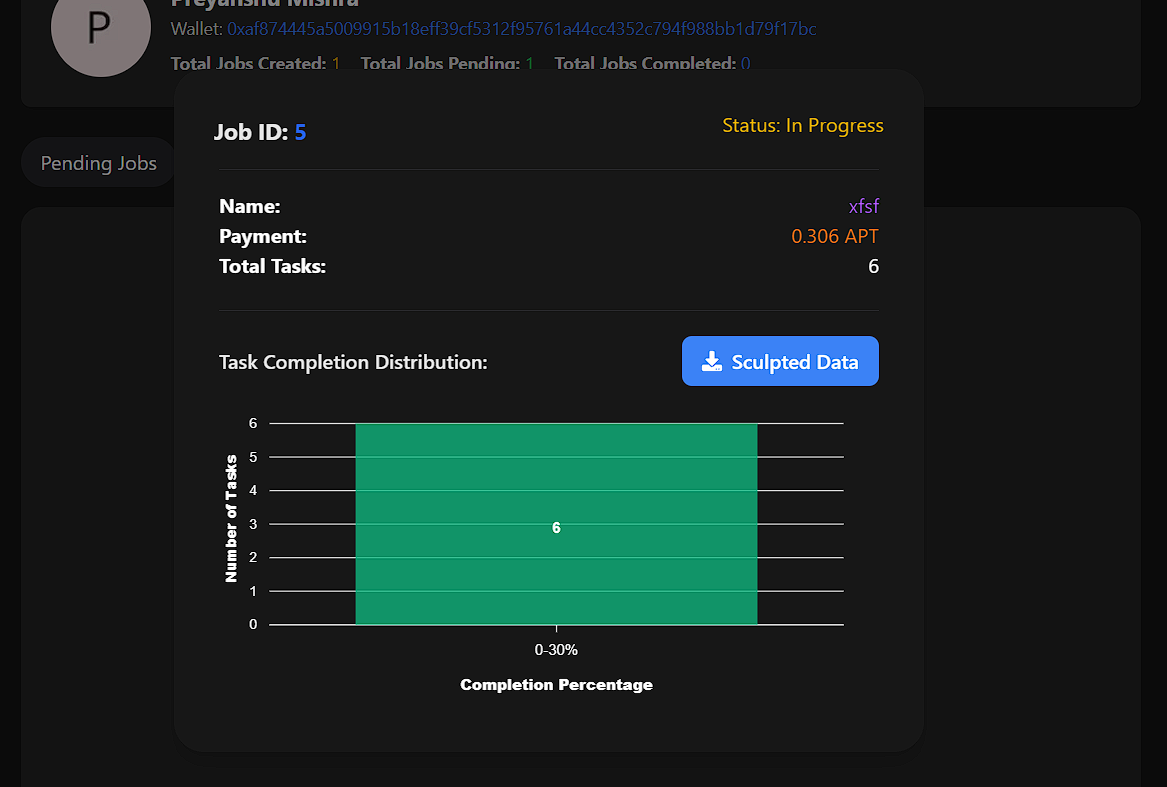 P
Preyanshu Mishra
Wallet: 0xaf874445a5009915b18eff39cf5312f95761a44cc4352c794f988bb1d79f17bc
Total Jobs Created: 1 Total Jobs Pending: 1 Total Jobs Completed: 0
Job ID: 5
Status: In Progress
Pending Jobs
Name: xfsf
Payment: 0.306 APT
Total Tasks: 6
Task Completion Distribution:
Sculpted Data
Number of Tasks
6
5
4
3
2
1
0
6
0-30%
Completion Percentage